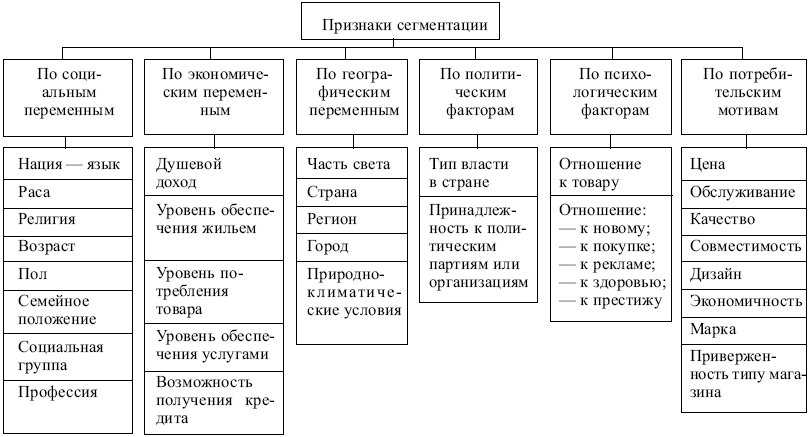 Признаки сегментации
По соци-
альным
переменным
По экономиче-
ским перемен-
ным
По геогра-
фическим
переменным
По полити-
ческим
факторам
По психо-
логическим
факторам
По потреби-
тельским
мотивам
Нация — язык
Раса
Религия
Возраст
Пол
Семейное
положение
Социальная
группа
Профессия
Душевой
доход
Уровень обеспе-
чения жильем
Уровень по-
требления
товара
Уровень обеспе-
чения услугами
Возможность
получения кре-
дита
Часть света
Страна
Регион
Город
Природно-
климатиче-
ские условия
Тип власти
в стране
Принадлеж-
ность к поли-
тическим
партиям или
организациям
Отношение
к товару
Отношение:
— к новому;
— к покупке;
— к рекламе;
— к здоровью;
— к престижу
Цена
Обслуживание
Качество
Совместимость
Дизайн
Экономичность
Марка
Привержен-
ность типу мага-
зина